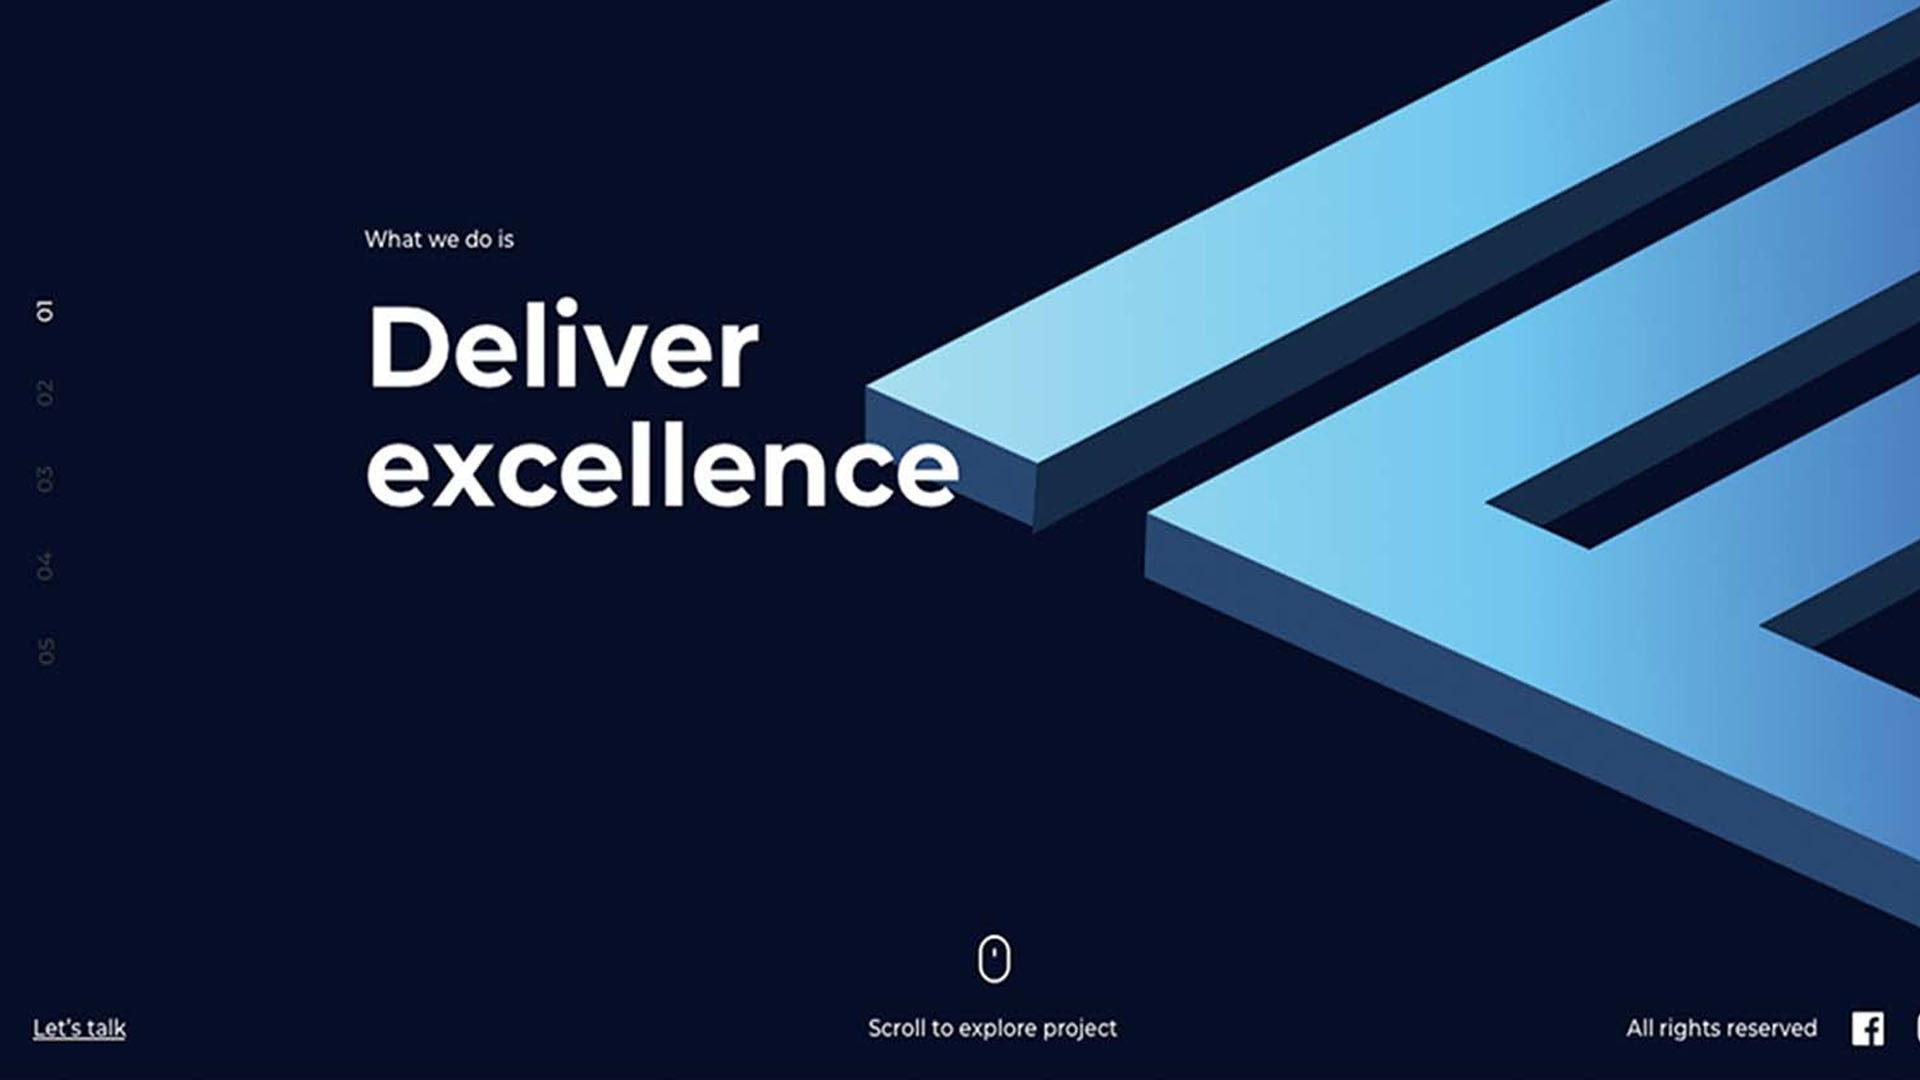 What we do is
Deliver
excellence
01
02
03
04
05
Let's talk
Scroll to explore project
All rights reserved